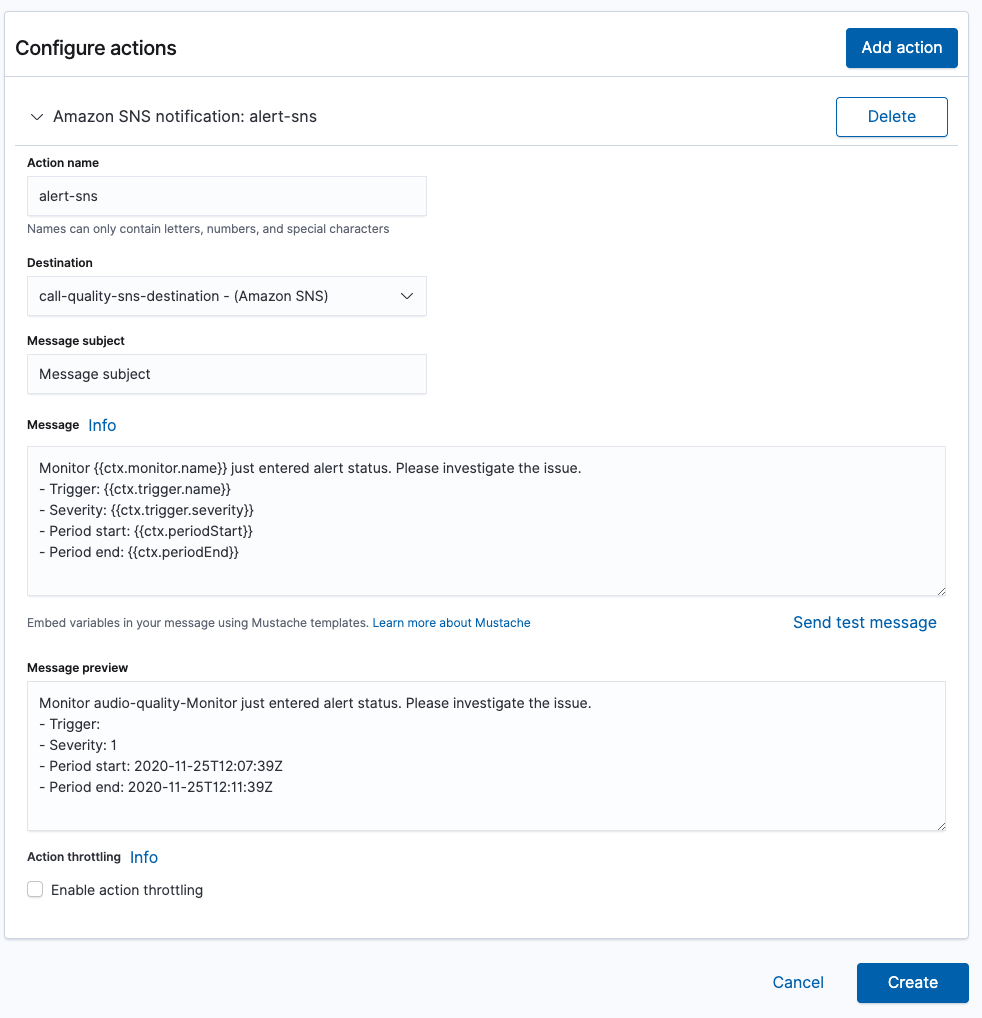 Configure actions
Add action
Amazon SNS notification: alert-sns
Delete
Action name
alert-sns
Names can only contain letters, numbers, and special characters
Destination
call-quality-sns-destination - (Amazon SNS)
Message subject
Message subject
Message Info
Monitor {{ctx.monitor.name}} just entered alert status. Please investigate the issue.
- Trigger: {{ctx.trigger.name}}
- Severity: {{ctx.trigger.severity}}
- Period start: {{ctx.periodStart}}
- Period end: {{ctx.periodEnd}}
Embed variables in your message using Mustache templates. Learn more about Mustache
Send test message
Message preview
Monitor audio-quality-Monitor just entered alert status. Please investigate the issue.
- Trigger:
- Severity: 1
- Period start: 2020-11-25T12:07:39Z
- Period end: 2020-11-25T12:11:39Z
Action throttling Info
Enable action throttling
Cancel
Create